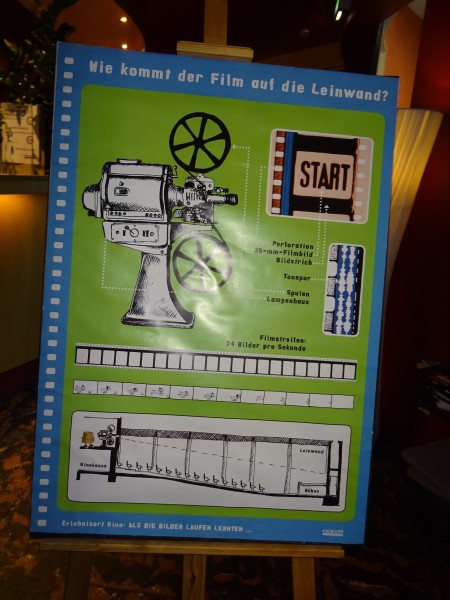 Wie kommt der Film auf die Leinwand?
START
Perforation
35-mm-Filmbild
Bildstrich
Tonspur
Spulen
Lampenhaus
Filmstreifen:
24 Bilder pro Sekunde
Leinwand
Bühne
Erlebnisort Kino: ALS DIE BILDER LAUFEN LERNTEN ...